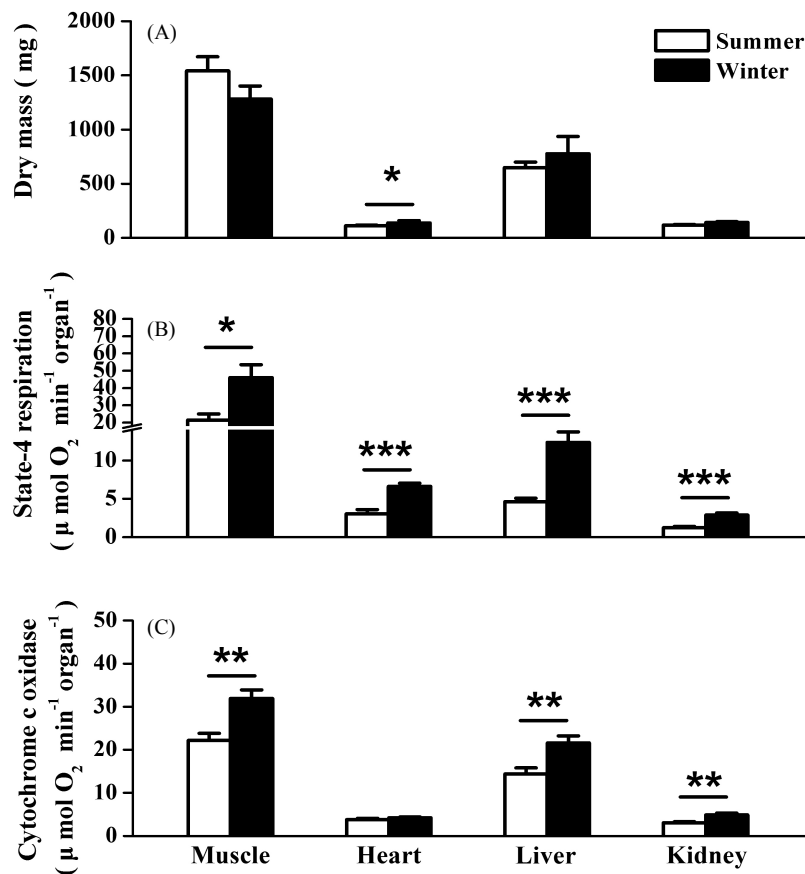 (A)
Summer
Winter
Dry mass ( mg)
2000
1500
1000
500
0
*
(B)
State-4 respiration
( μ mol O₂ min⁻¹ organ⁻¹)
80
70
60
50
40
30
20
10
5
0
*
***
***
***
(C)
Cytochrome c oxidase
( μ mol O₂ min⁻¹ organ⁻¹)
50
40
30
20
10
0
**
**
**
Muscle Heart Liver Kidney